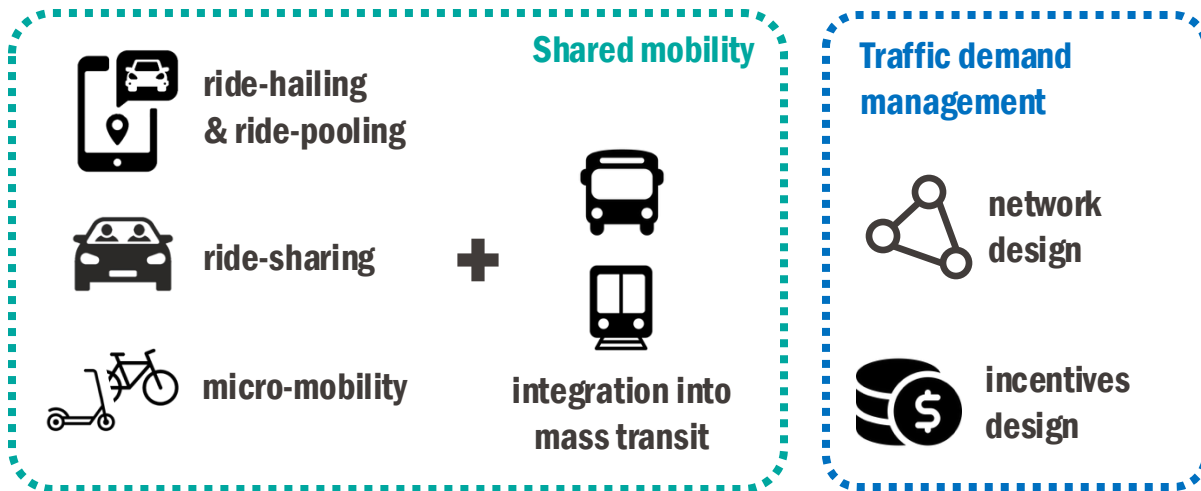 Shared mobility
ride-hailing
& ride-pooling
ride-sharing
micro-mobility
integration into
mass transit
Traffic demand
management
network
design
$
incentives
design